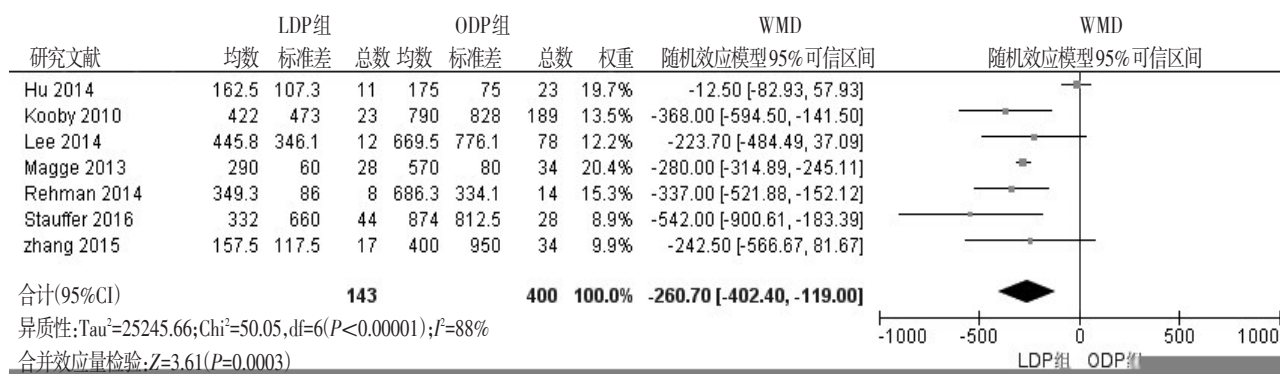 LDP组 ODP组 WMD WMD
研究文献 均数 标准差 总数 均数 标准差 总数 权重 随机效应模型95%可信区间 随机效应模型95%可信区间
Hu 2014 162.5 107.3 11 175 75 23 19.7% -12.50 [-82.93, 57.93]
Kooby 2010 422 473 23 790 828 189 13.5% -368.00 [-594.50, -141.50]
Lee 2014 445.8 346.1 12 669.5 776.1 78 12.2% -223.70 [-484.49, 37.09]
Magge 2013 290 60 28 570 80 34 20.4% -280.00 [-314.89, -245.11]
Rehman 2014 349.3 86 8 686.3 334.1 14 15.3% -337.00 [-521.88, -152.12]
Stauffer 2016 332 660 44 874 812.5 28 8.9% -542.00 [-900.61, -183.39]
zhang 2015 157.5 117.5 17 400 950 34 9.9% -242.50 [-566.67, 81.67]
合计(95%CI) 143 400 100.0% -260.70 [-402.40, -119.00]
异质性:Tau²=25245.66;Chi²=50.05,df=6(P<0.00001);I²=88%
合并效应量检验:Z=3.61(P=0.0003)
-1000 -500 0 500 1000
LDP组 ODP组